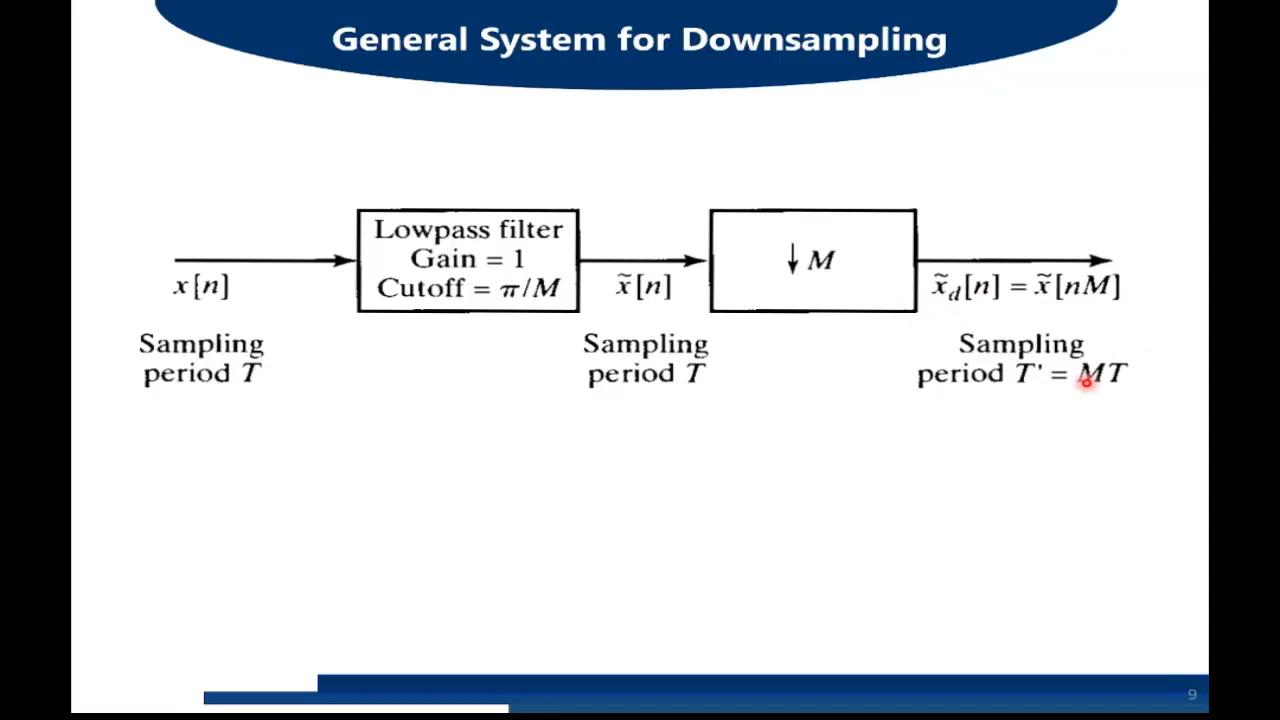 General System for Downsampling
Lowpass filter
Gain = 1
Cutoff = π/M
↓ M
x[n]
x̃[n]
x̃d[n] = x̃[nM]
Sampling
period T
Sampling
period T
Sampling
period T' = MT
9